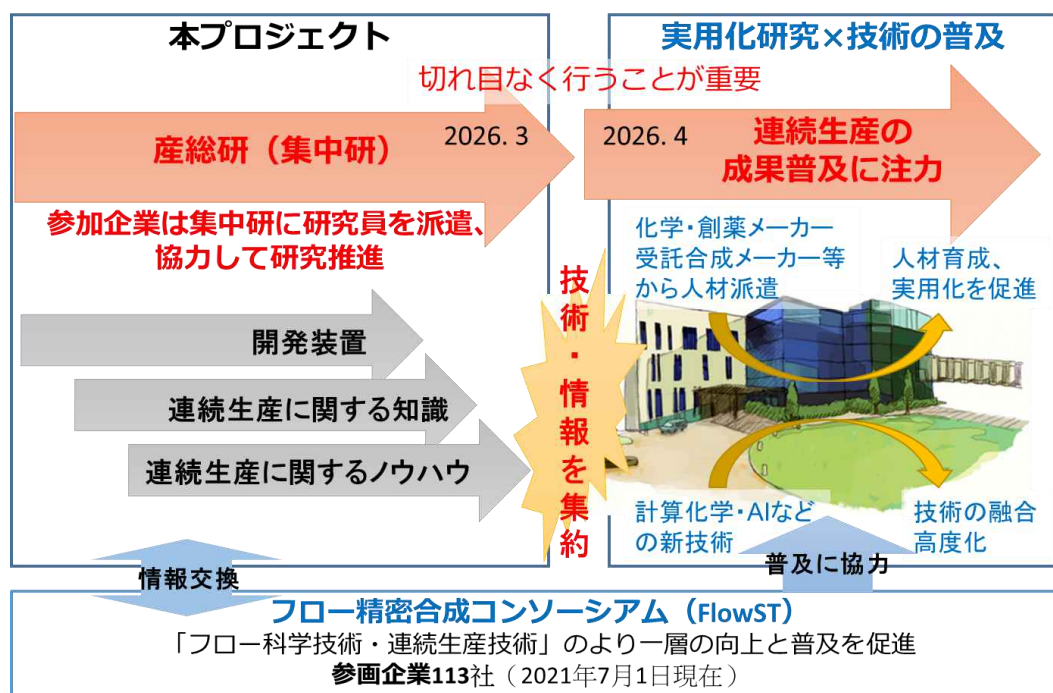 本プロジェクト
実用化研究×技術の普及
切れ目なく行うことが重要
産総研（集中研）
2026. 3
2026. 4
連続生産の
成果普及に注力
参加企業は集中研に研究員を派遣、
協力して研究推進
開発装置
連続生産に関する知識
連続生産に関するノウハウ
技術・情報を集約
化学・創薬メーカー
受託合成メーカー等
から人材派遣
人材育成、
実用化を促進
計算化学・AIなど
の新技術
技術の融合
高度化
情報交換
普及に協力
フロー精密合成コンソーシアム（FlowST）
「フロー科学技術・連続生産技術」のより一層の向上と普及を促進
参画企業113社（2021年7月1日現在）